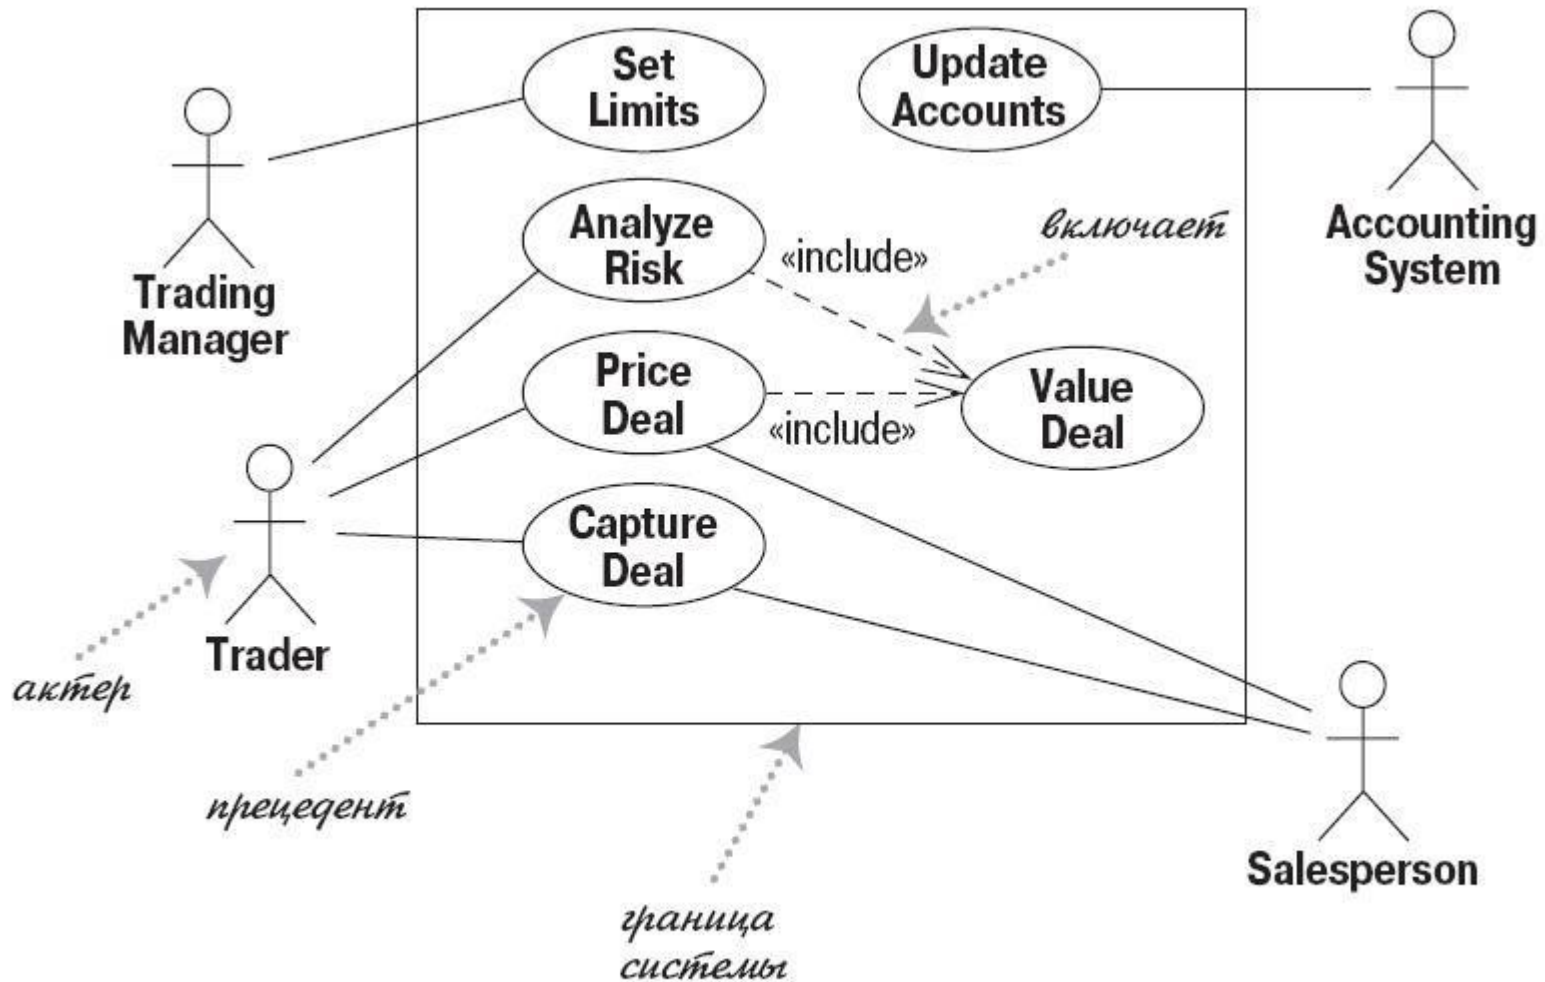 Set
Limits
Update
Accounts
Trading
Manager
Analyze
Risk
«include»
включает
Accounting
System
Price
Deal
«include»
Value
Deal
Capture
Deal
Trader
актер
прецедент
Salesperson
граница
системы